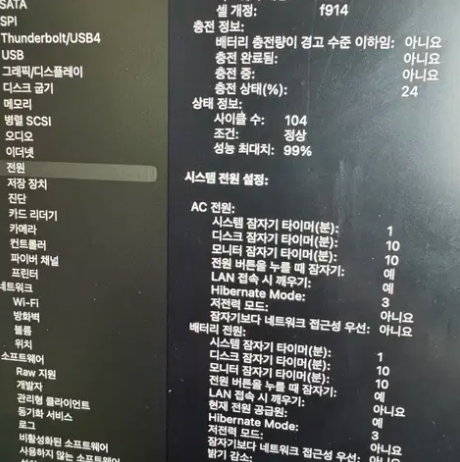 SATA
SPI
Thunderbolt/USB4
USB
그래픽/디스플레이
디스크 굽기
메모리
병렬 SCSI
오디오
이더넷
전원
저장 장치
진단
카드 리더기
카메라
컨트롤러
파이버 채널
프린터
네트워크
Wi-Fi
방화벽
볼륨
위치
소프트웨어
Raw 지원
개발자
관리형 클라이언트
동기화 서비스
로그
비활성화된 소프트웨어
사용하지 않는 소프트웨어
셀 개정: f914
충전 정보:
배터리 충전량이 경고 수준 이하임: 아니요
충전 완료됨: 아니요
충전 중: 아니요
충전 상태(%): 24
상태 정보:
사이클 수: 104
조건: 정상
성능 최대치: 99%
시스템 전원 설정:
AC 전원:
시스템 잠자기 타이머(분): 1
디스크 잠자기 타이머(분): 10
모니터 잠자기 타이머(분): 10
전원 버튼을 누를 때 잠자기: 예
LAN 접속 시 깨우기: 예
Hibernate Mode: 3
저전력 모드: 아니요
잠자기보다 네트워크 접근성 우선: 아니요
배터리 전원:
시스템 잠자기 타이머(분): 1
디스크 잠자기 타이머(분): 10
모니터 잠자기 타이머(분): 10
전원 버튼을 누를 때 잠자기: 예
LAN 접속 시 깨우기: 아니요
현재 전원 공급원: 예
Hibernate Mode: 3
저전력 모드: 아니요
잠자기보다 네트워크 접근성 우선: 아니요
밝기 감소: